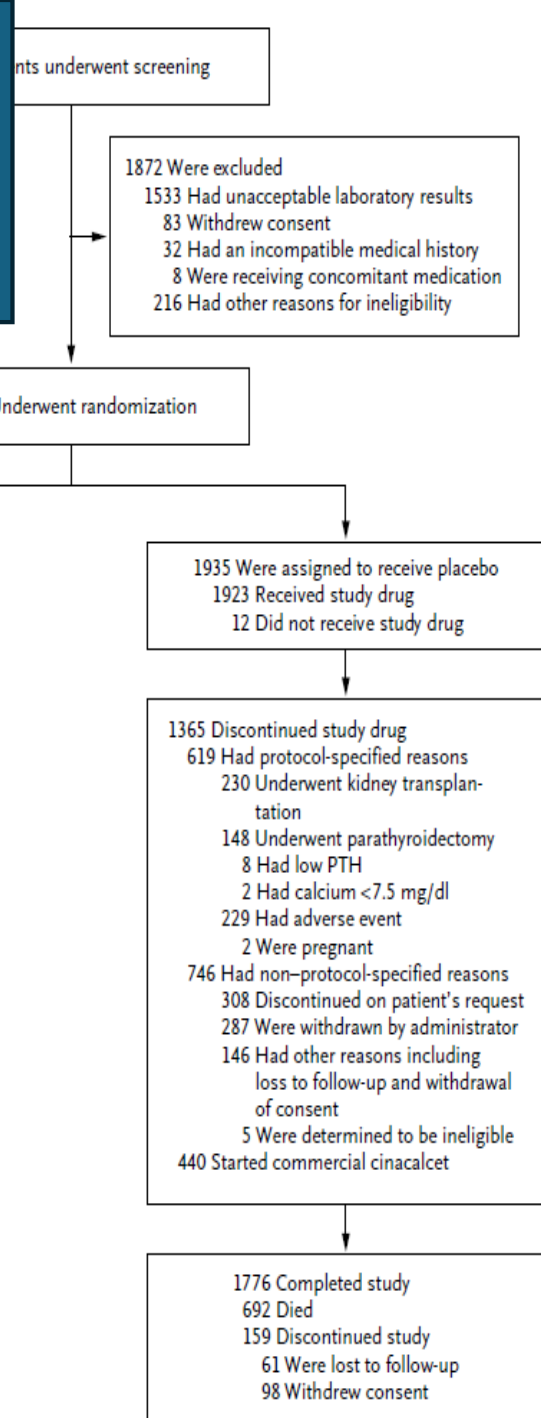 nts underwent screening
1872 Were excluded
1533 Had unacceptable laboratory results
83 Withdrew consent
32 Had an incompatible medical history
8 Were receiving concomitant medication
216 Had other reasons for ineligibility
Underwent randomization
1935 Were assigned to receive placebo
1923 Received study drug
12 Did not receive study drug
1365 Discontinued study drug
619 Had protocol-specified reasons
230 Underwent kidney transplan-
tation
148 Underwent parathyroidectomy
8 Had low PTH
2 Had calcium <7.5 mg/dl
229 Had adverse event
2 Were pregnant
746 Had non–protocol-specified reasons
308 Discontinued on patient's request
287 Were withdrawn by administrator
146 Had other reasons including
loss to follow-up and withdrawal
of consent
5 Were determined to be ineligible
440 Started commercial cinacalcet
1776 Completed study
692 Died
159 Discontinued study
61 Were lost to follow-up
98 Withdrew consent